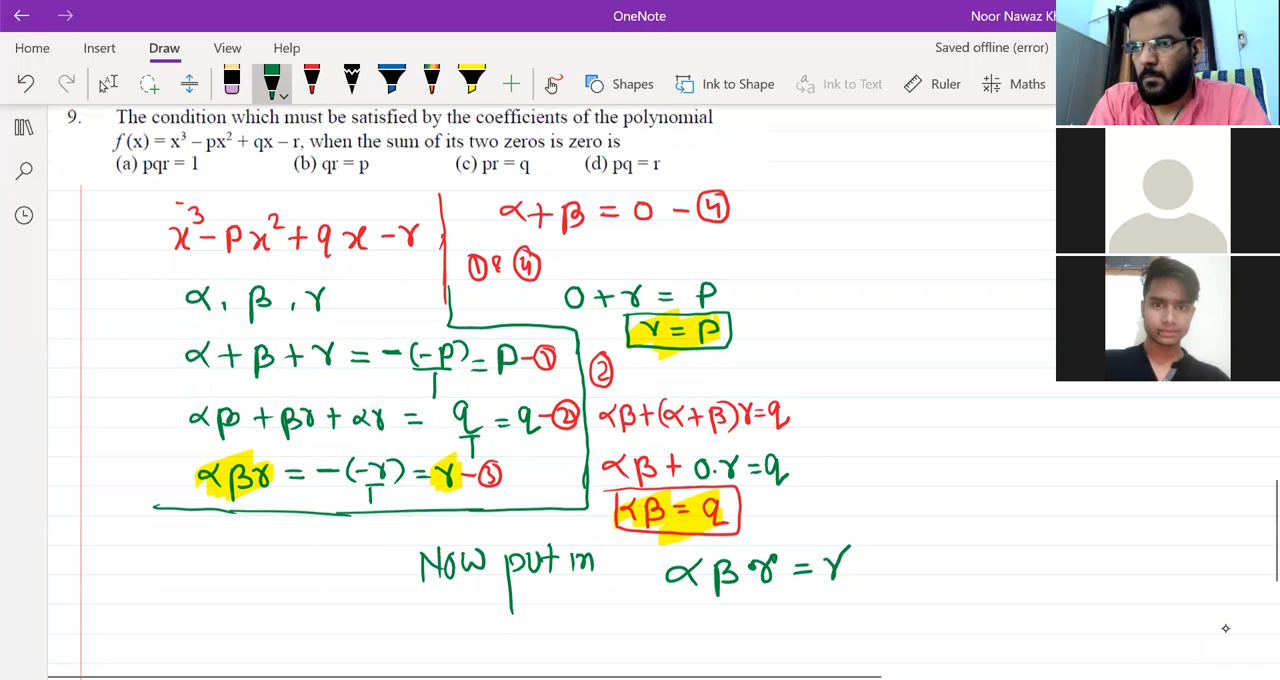 OneNote
Noor Nawaz Kh
Home Insert Draw View Help
Saved offline (error)
Shapes Ink to Shape Ink to Text Ruler Maths
9. The condition which must be satisfied by the coefficients of the polynomial
f(x) = x³ – px² + qx – r, when the sum of its two zeros is zero is
(a) pqr = 1 (b) qr = p (c) pr = q (d) pq = r
x³ - px² + qx - r
α, β, γ
α + β + γ = -(-p)/1 = p - ①
αβ + βγ + αγ = q/1 = q - ②
αβγ = -(-r)/1 = r - ③
α + β = 0 - ④
① & ④
0 + γ = p
γ = p
②
αβ + (α + β)γ = q
αβ + 0.γ = q
αβ = q
Now put in αβγ = r